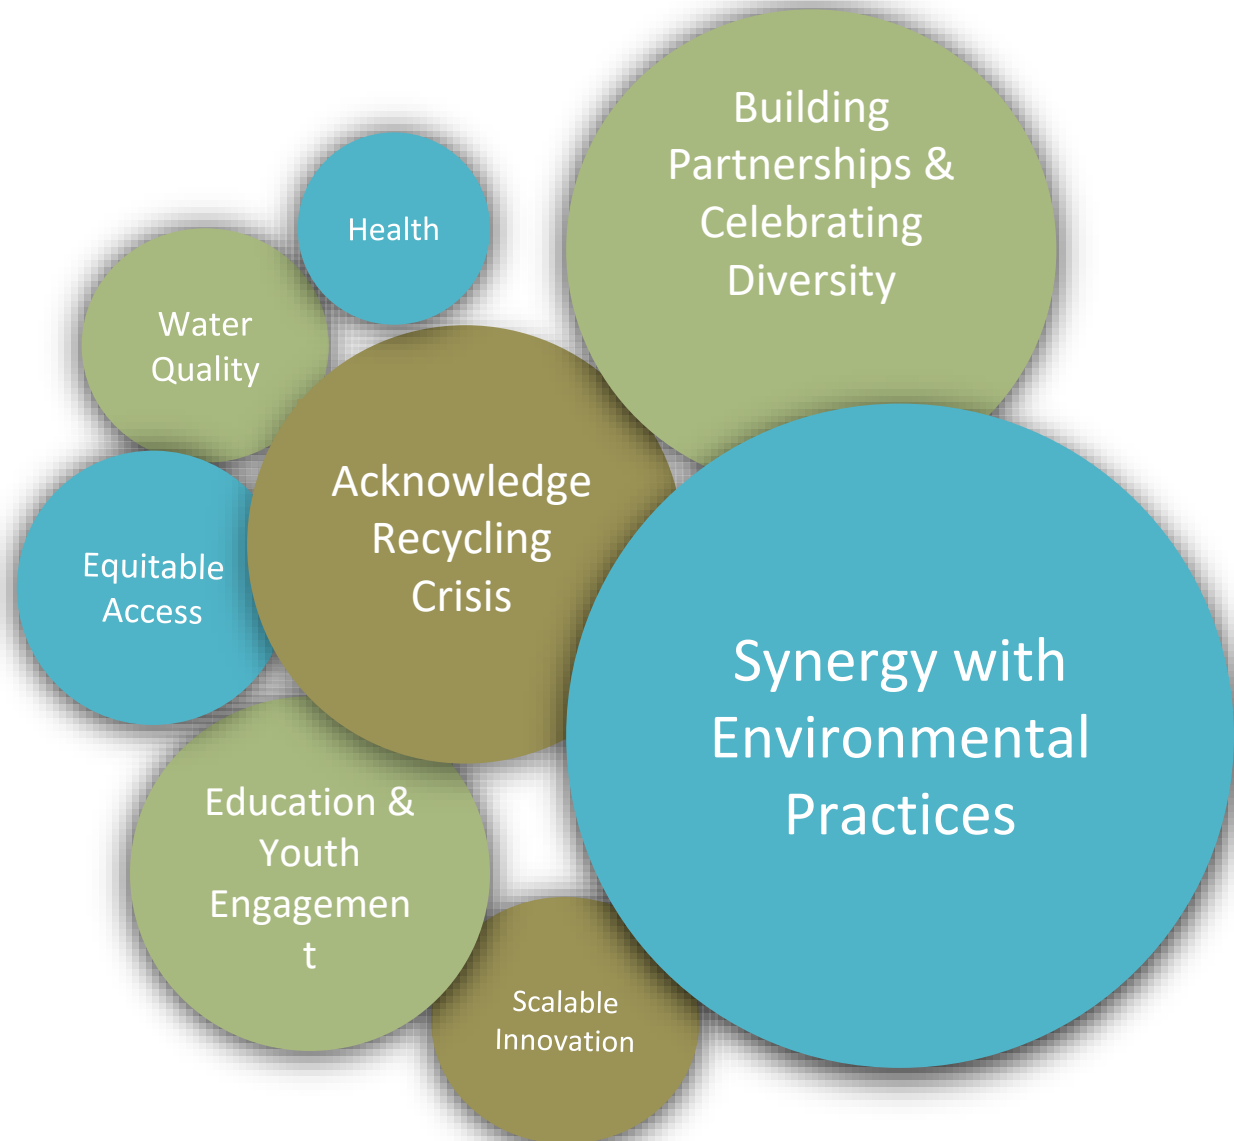 Building
Partnerships &
Celebrating
Diversity
Health
Water
Quality
Acknowledge
Recycling
Crisis
Equitable
Access
Synergy with
Environmental
Practices
Education &
Youth
Engagemen
t
Scalable
Innovation